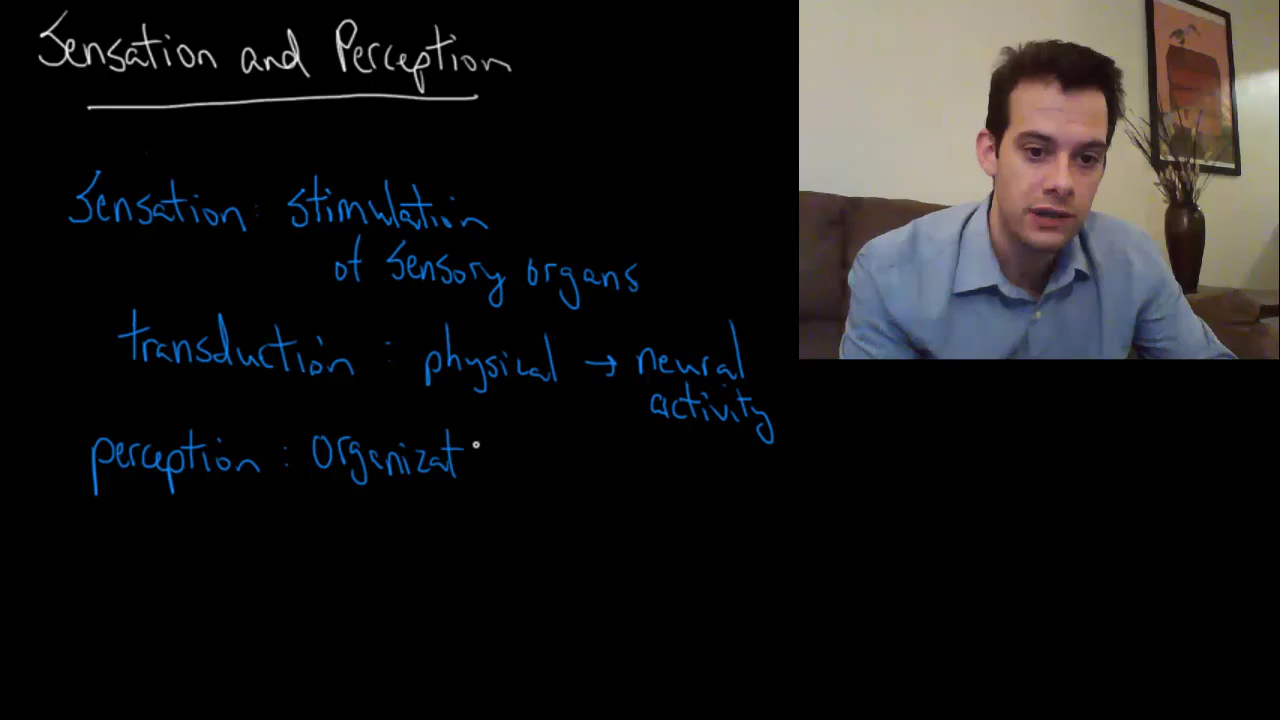 Sensation and Perception
Sensation: stimulation
of sensory organs
transduction: physical → neural
activity
perception: organizat